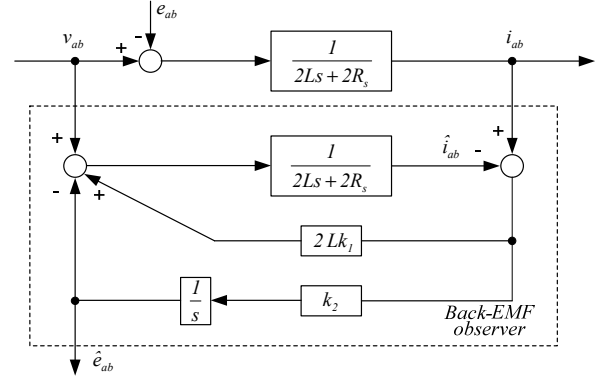 e_ab
v_ab + - 1 i_ab
2Ls + 2R_s
+ 1 î_ab - +
2Ls + 2R_s
- +
2 Lk_1
1 k_2
s
Back-EMF
observer
ê_ab